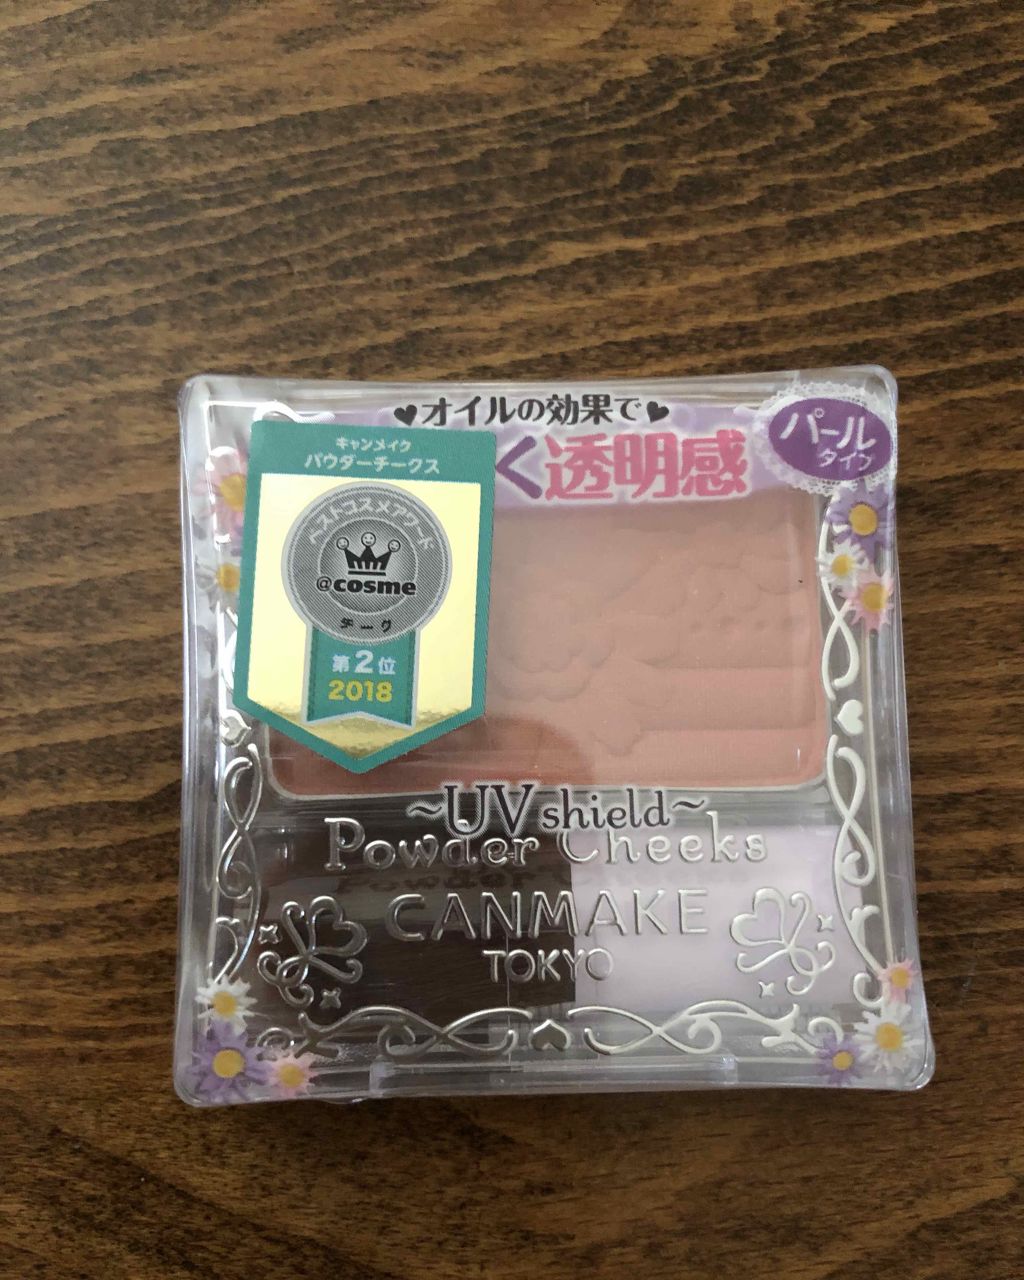 ♥オイルの効果で♥
く透明感
パール
タイプ
キャンメイク
パウダーチークス
ベストコスメアワード
@cosme
チーク
第2位
2018
~UV shield~
Powder Cheeks
CANMAKE
TOKYO